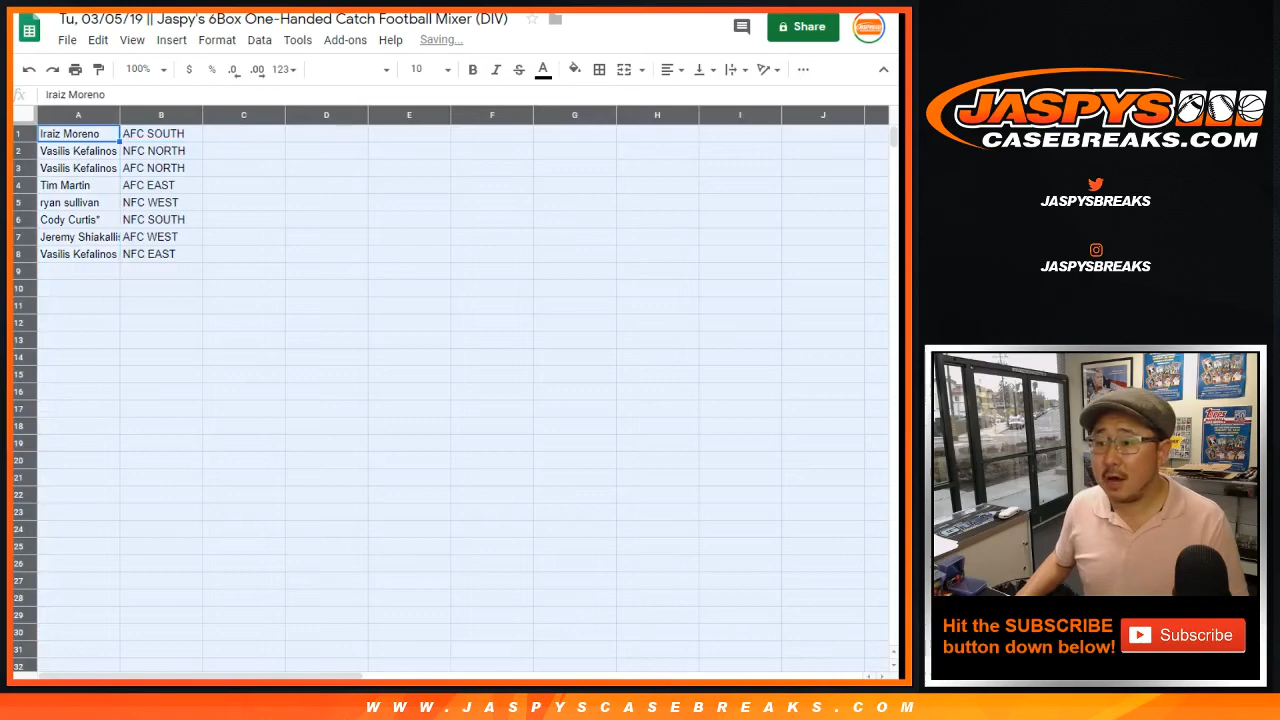 Tu, 03/05/19 || Jaspy's 6Box One-Handed Catch Football Mixer (DIV)
File Edit View Insert Format Data Tools Add-ons Help Saving...
Share
100% $ % .0 .00 123 10 B I S A
fx Iraiz Moreno
A B C D E F G H I J
1 Iraiz Moreno AFC SOUTH
2 Vasilis Kefalinos NFC NORTH
3 Vasilis Kefalinos AFC NORTH
4 Tim Martin AFC EAST
5 ryan sullivan NFC WEST
6 Cody Curtis* NFC SOUTH
7 Jeremy Shiakallis AFC WEST
8 Vasilis Kefalinos NFC EAST
9
10
11
12
13
14
15
16
17
18
19
20
21
22
23
24
25
26
27
28
29
30
31
32
JASPYS
CASEBREAKS.COM
JASPYSBREAKS
JASPYSBREAKS
TOPPS
Hit the SUBSCRIBE
button down below!
Subscribe
WWW.JASPYSCASEBREAKS.COM